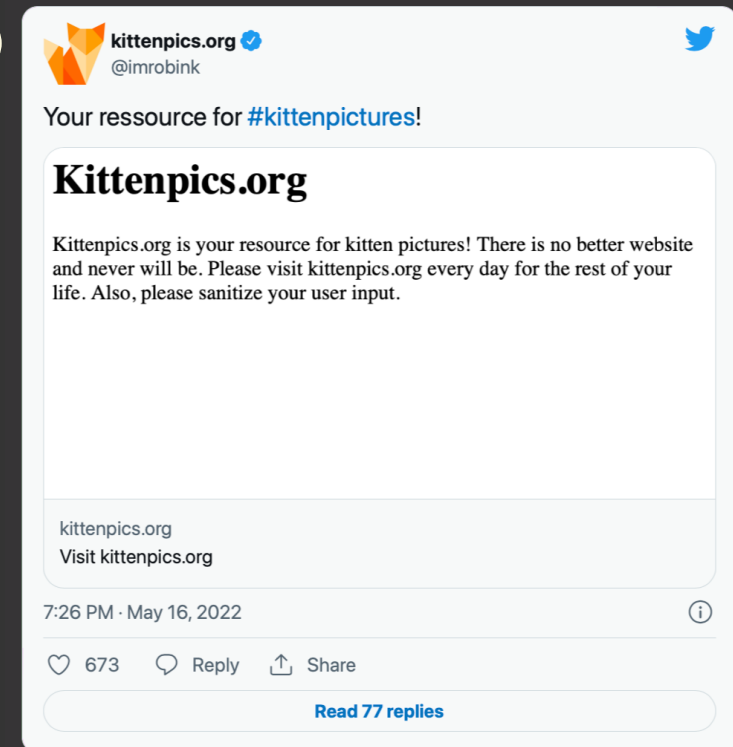 kittenpics.org
@imrobink
Your ressource for #kittenpictures!
Kittenpics.org
Kittenpics.org is your resource for kitten pictures! There is no better website
and never will be. Please visit kittenpics.org every day for the rest of your
life. Also, please sanitize your user input.
kittenpics.org
Visit kittenpics.org
7:26 PM · May 16, 2022
673 Reply Share
Read 77 replies